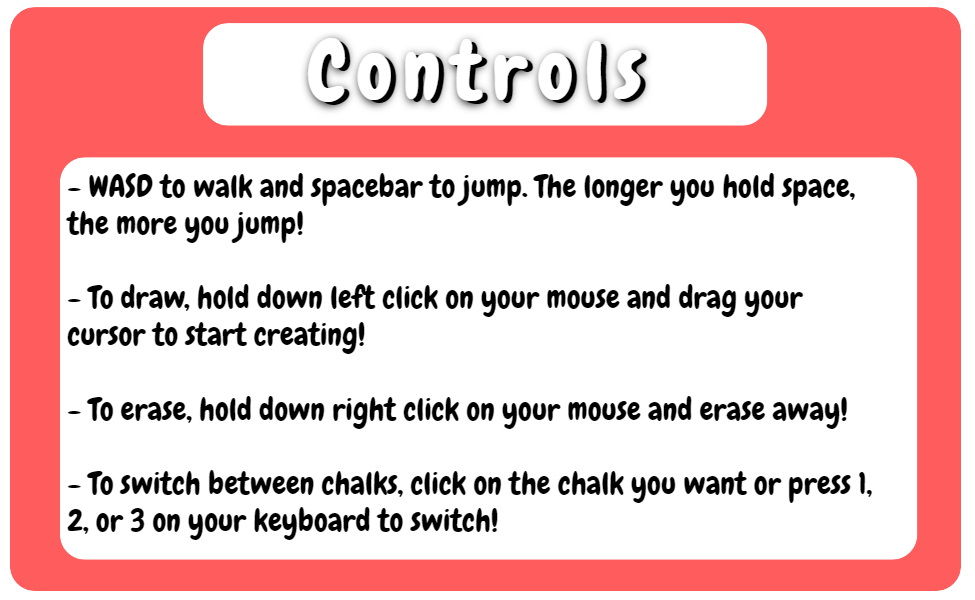 Controls
- WASD to walk and spacebar to jump. The longer you hold space,
the more you jump!
- To draw, hold down left click on your mouse and drag your
cursor to start creating!
- To erase, hold down right click on your mouse and erase away!
- To switch between chalks, click on the chalk you want or press 1,
2, or 3 on your keyboard to switch!